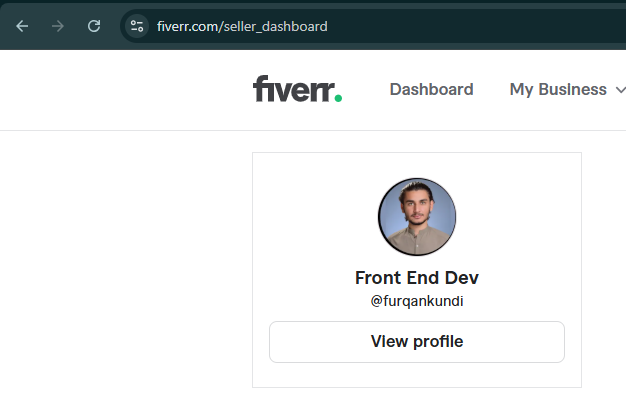 fiverr.com/seller_dashboard
fiverr. Dashboard My Business
Front End Dev
@furqankundi
View profile